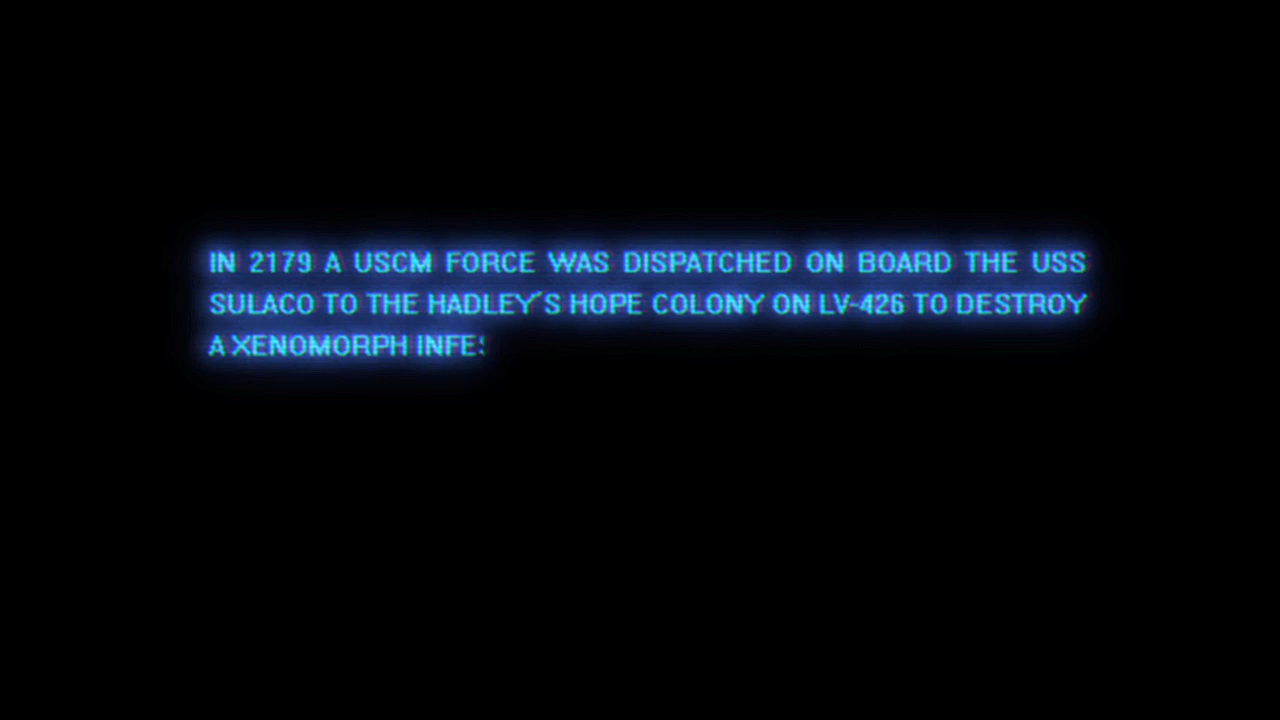 IN 2179 A USCM FORCE WAS DISPATCHED ON BOARD THE USS
SULACO TO THE HADLEY´S HOPE COLONY ON LV-426 TO DESTROY
A XENOMORPH INFE